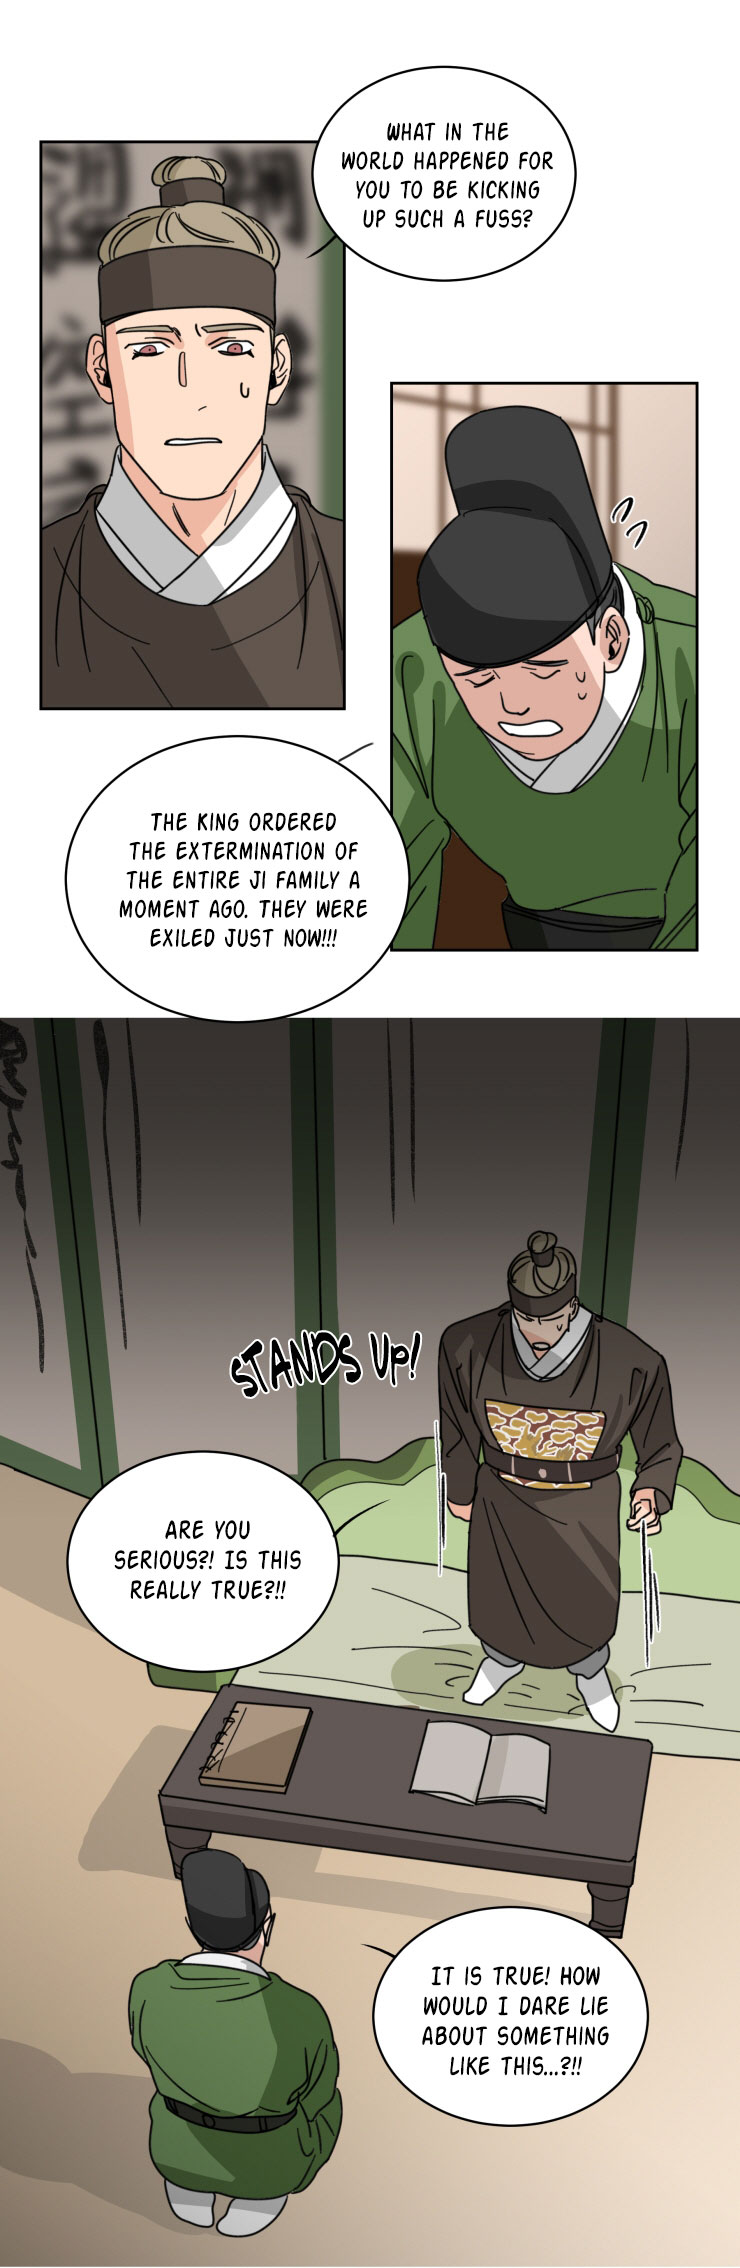 WHAT IN THE
WORLD HAPPENED FOR
YOU TO BE KICKING
UP SUCH A FUSS?
THE KING ORDERED
THE EXTERMINATION OF
THE ENTIRE JI FAMILY A
MOMENT AGO. THEY WERE
EXILED JUST NOW!!!
STANDS UP!
ARE YOU
SERIOUS?! IS THIS
REALLY TRUE?!!
IT IS TRUE! HOW
WOULD I DARE LIE
ABOUT SOMETHING
LIKE THIS...?!!